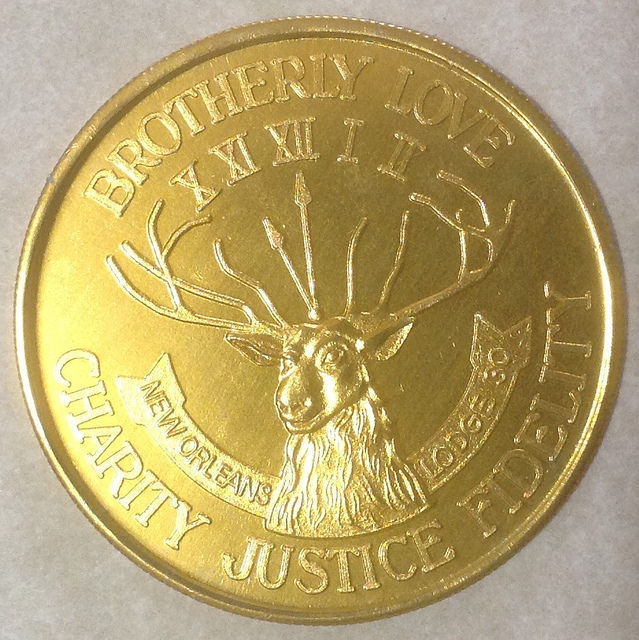 BROTHERLY LOVE
X XI XII I II
NEW ORLEANS LODGE 30
CHARITY JUSTICE FIDELITY